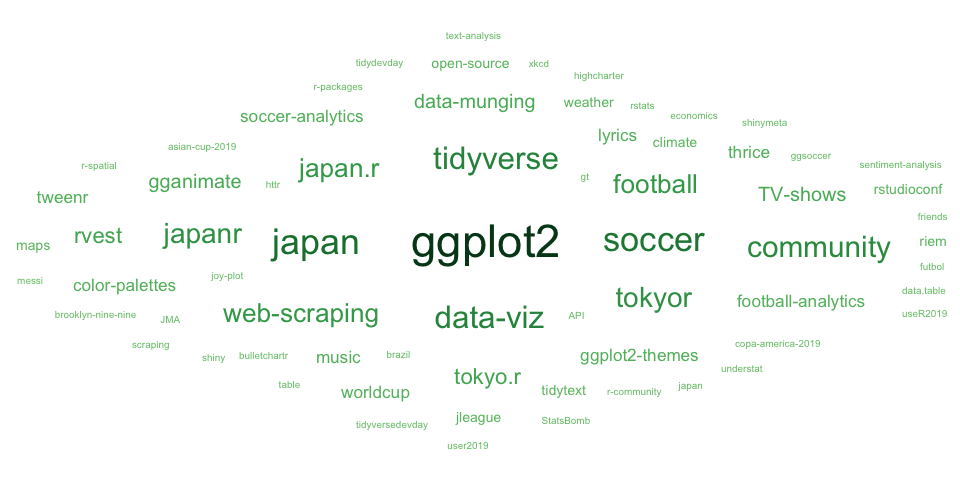 text-analysis
tidydevday open-source xkcd
highcharter
r-packages
data-munging weather rstats
soccer-analytics economics
shinymeta
lyrics climate
asian-cup-2019 thrice ggsoccer
r-spatial japan.r tidyverse sentiment-analysis
gganimate httr gt football
tweenr TV-shows rstudioconf
friends
maps rvest japanr japan ggplot2 soccer community riem
futbol
messi color-palettes joy-plot
data.table
tokyor football-analytics
brooklyn-nine-nine JMA web-scraping data-viz API useR2019
scraping copa-america-2019
shiny bulletchartr music brazil ggplot2-themes
understat
table tokyo.r
worldcup tidytext r-community japan
tidyversedevday jleague StatsBomb
user2019